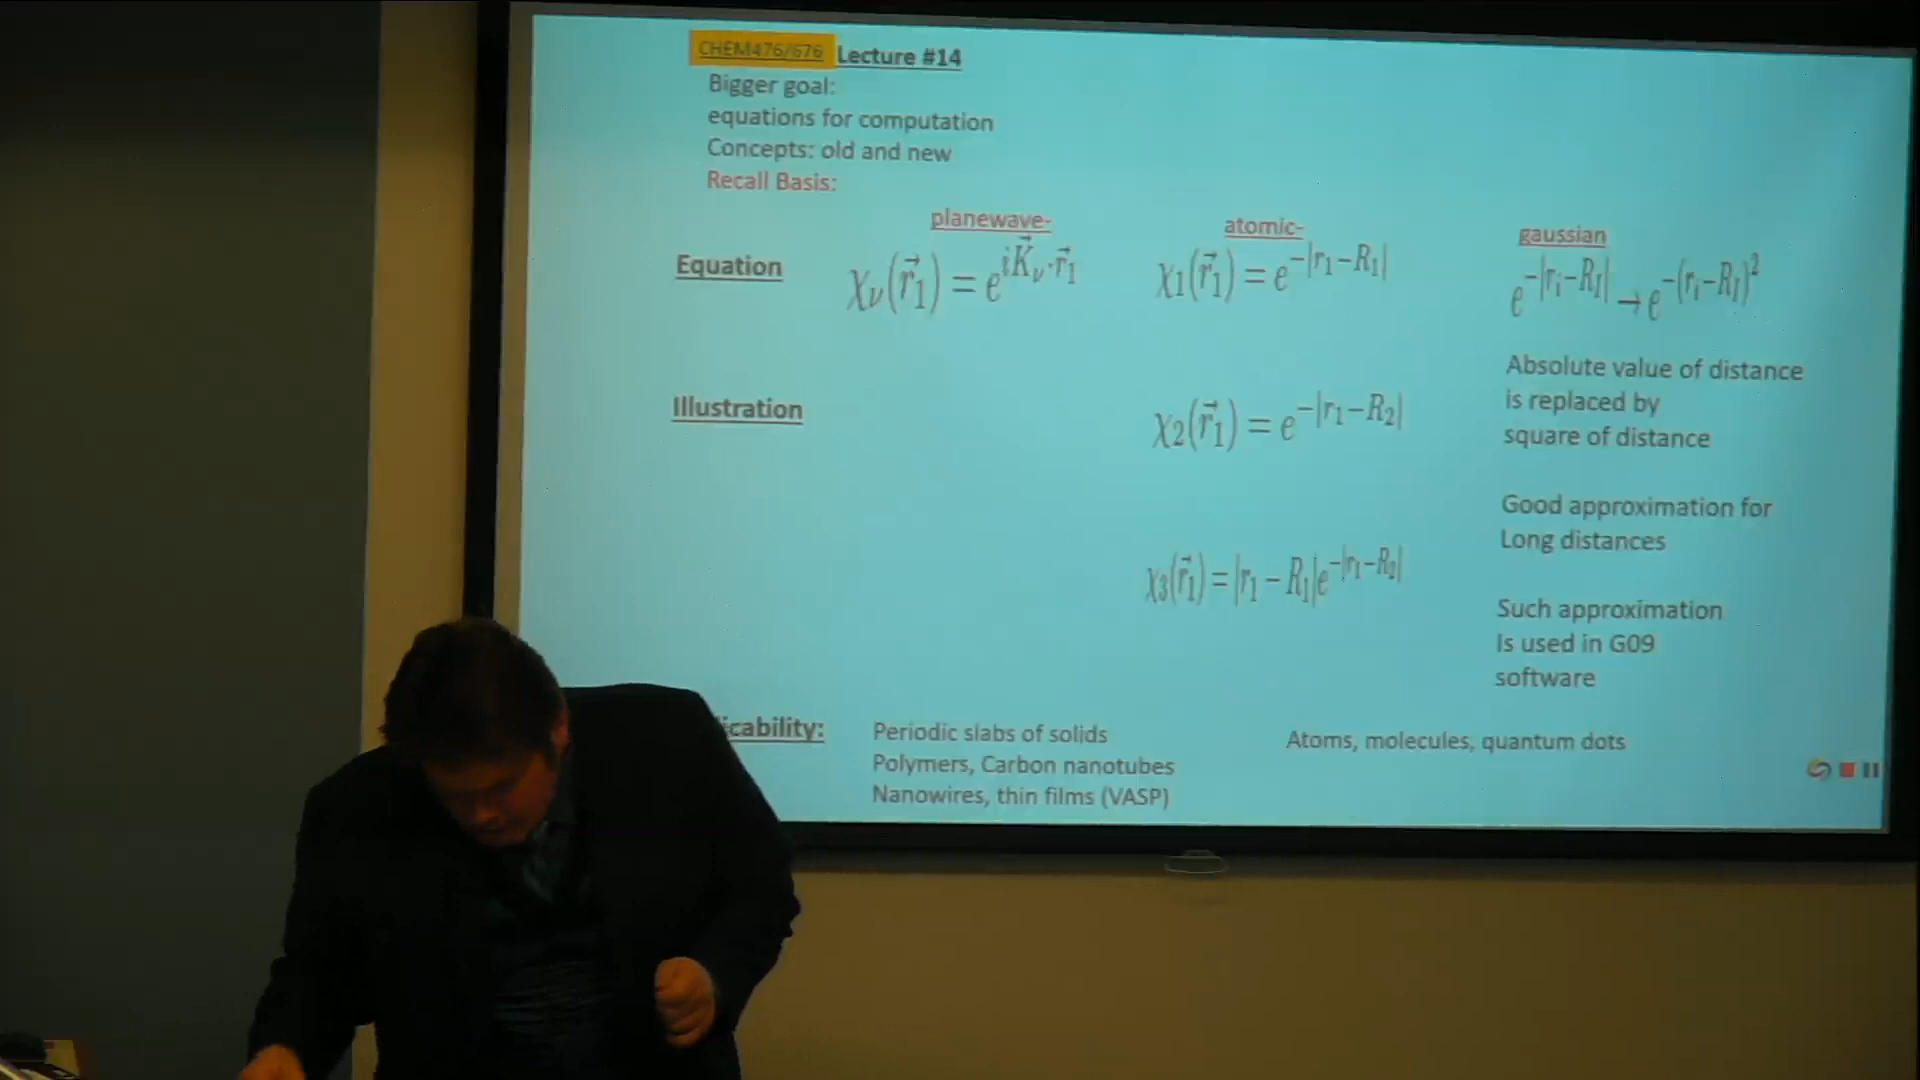 CHEM476/676 Lecture #14
Bigger goal:
equations for computation
Concepts: old and new
Recall Basis:
planewave- atomic- gaussian
Equation χν(r⃗1) = e^{iK⃗ν·r⃗1} χ1(r⃗1) = e^{−|r1−R1|} e^{−|ri−RI|} → e^{−(ri−RI)²}
Absolute value of distance
is replaced by
square of distance
Illustration χ2(r⃗1) = e^{−|r1−R2|}
Good approximation for
Long distances
χ3(r⃗1) = |r1 − R1|e^{−|r1−R2|}
Such approximation
Is used in G09
software
icability: Periodic slabs of solids Atoms, molecules, quantum dots
Polymers, Carbon nanotubes
Nanowires, thin films (VASP)